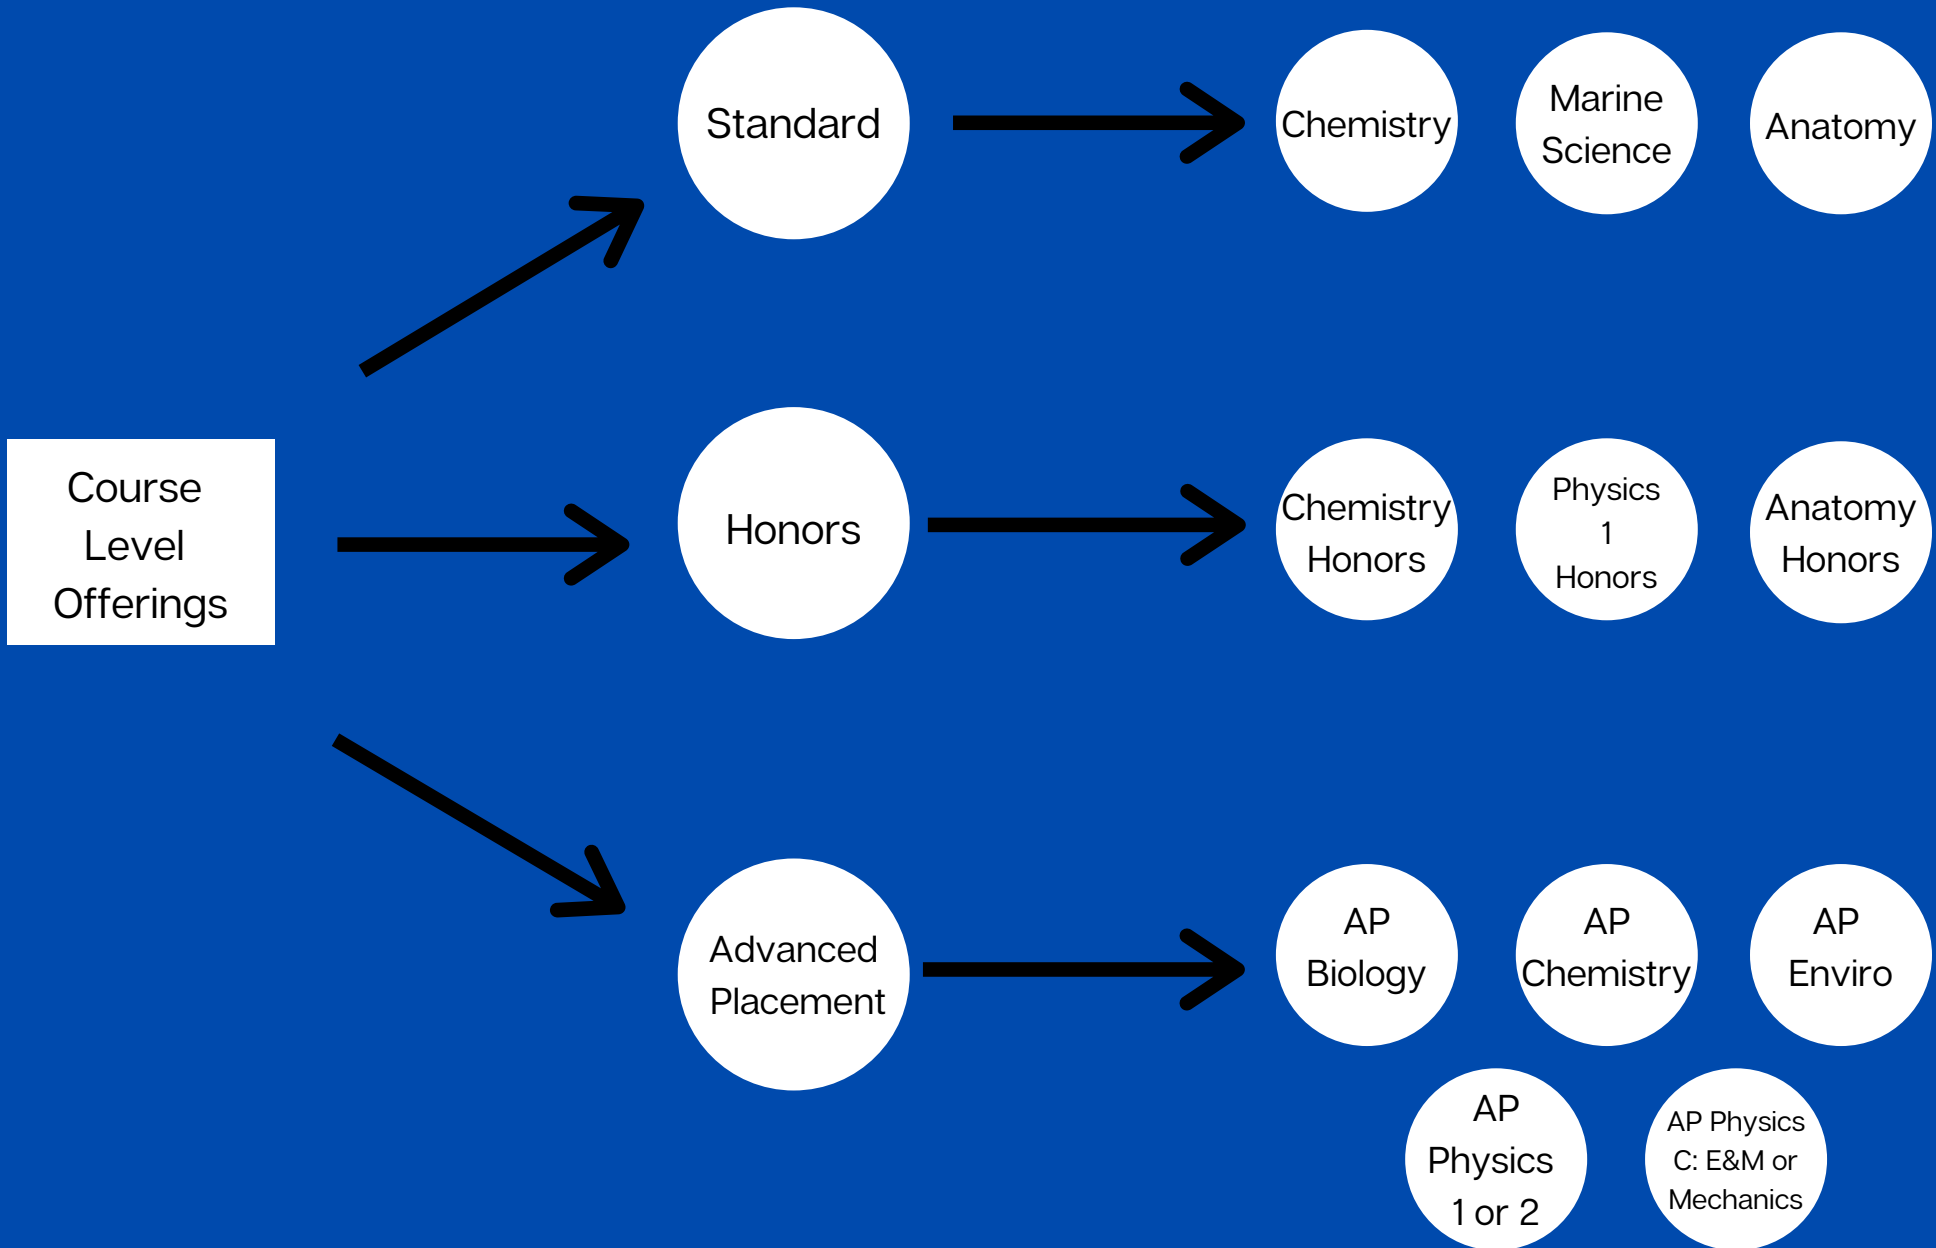 Course
Level
Offerings
Standard
Chemistry
Marine
Science
Anatomy
Honors
Chemistry
Honors
Physics
1
Honors
Anatomy
Honors
Advanced
Placement
AP
Biology
AP
Chemistry
AP
Enviro
AP
Physics
1 or 2
AP Physics
C: E&M or
Mechanics